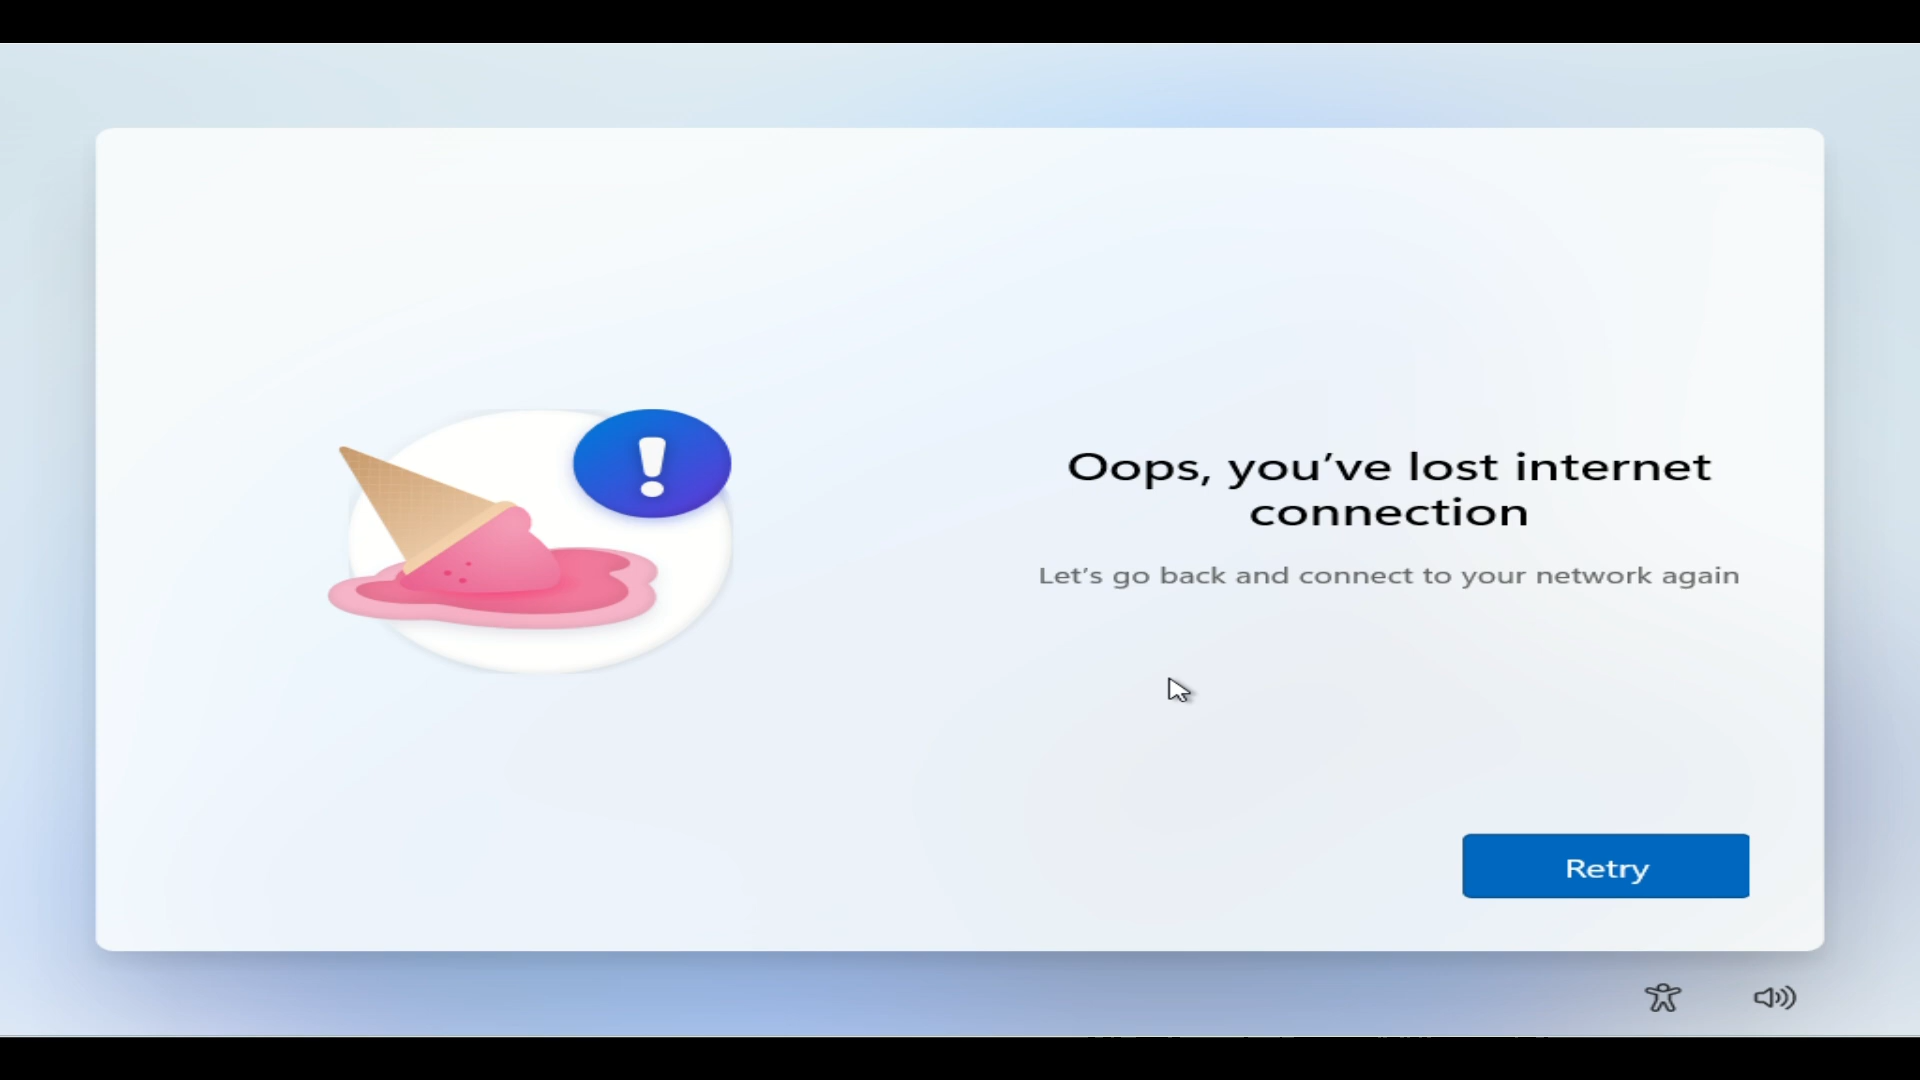 Oops, you’ve lost internet
connection
Let’s go back and connect to your network again
Retry